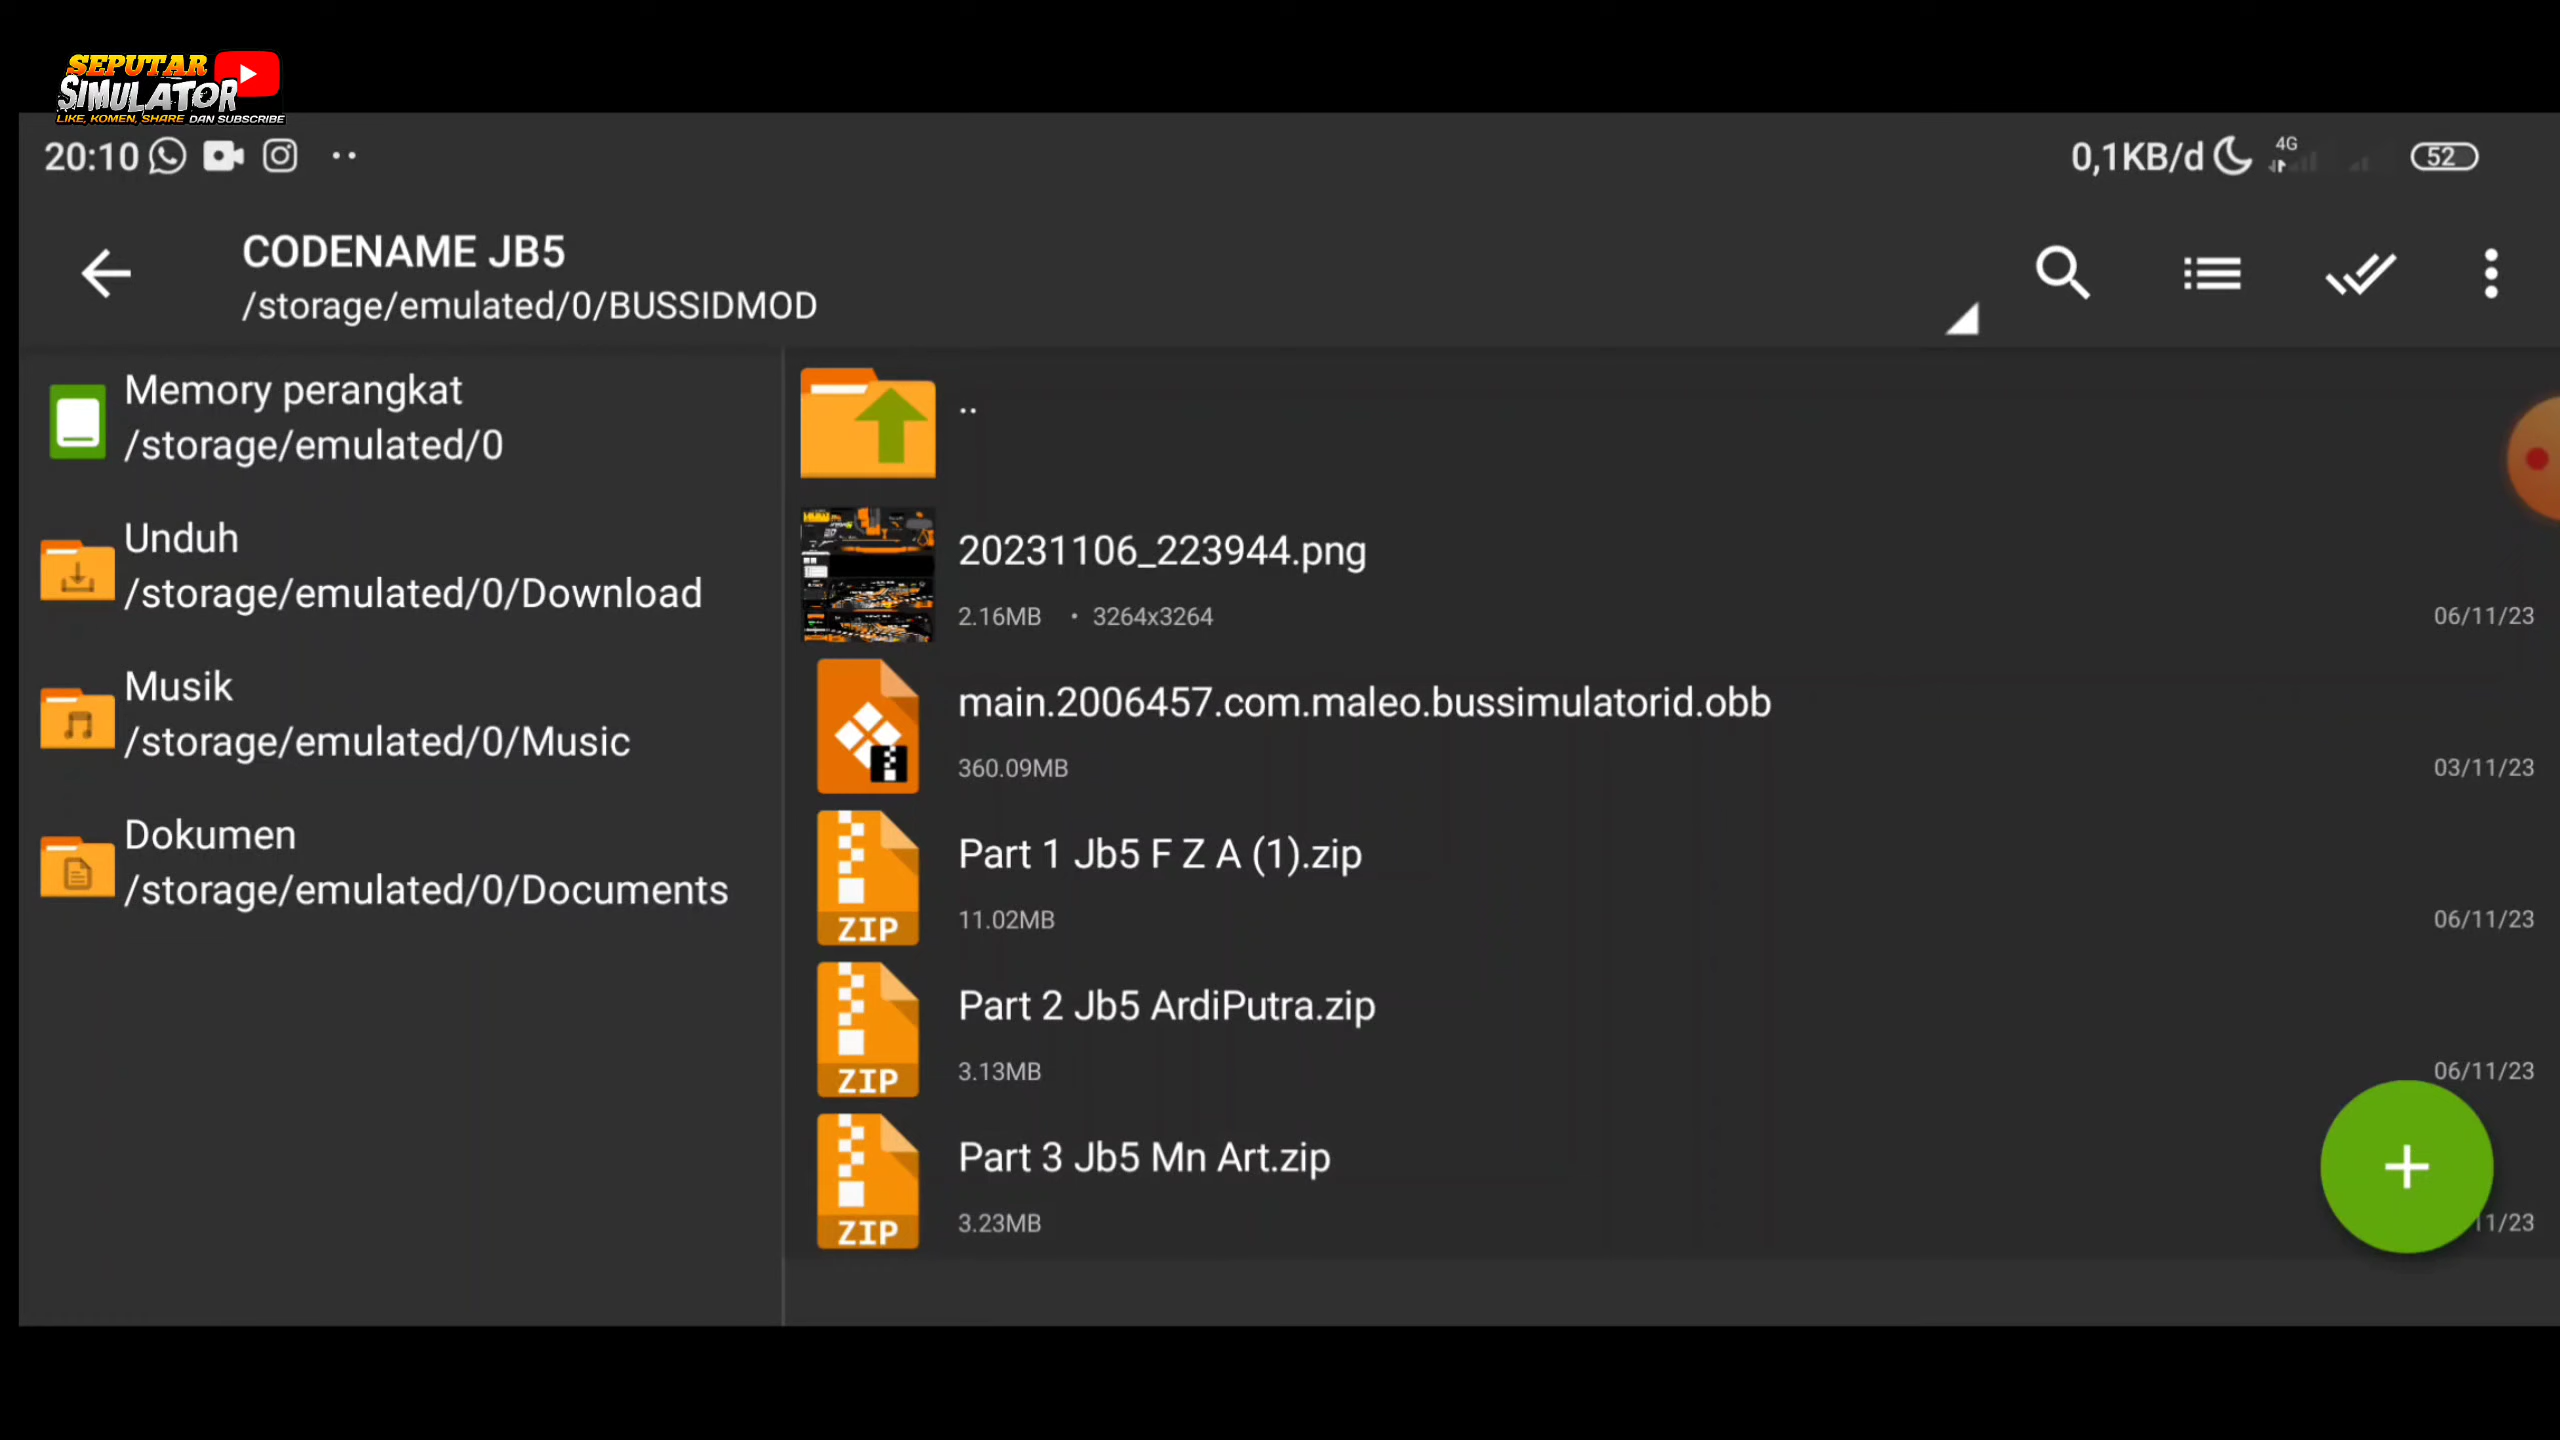 SEPUTAR
SIMULATOR
LIKE, KOMEN, SHARE DAN SUBSCRIBE
20:10
0,1KB/d
4G
52
CODENAME JB5
/storage/emulated/0/BUSSIDMOD
Memory perangkat
/storage/emulated/0
Unduh
/storage/emulated/0/Download
Musik
/storage/emulated/0/Music
Dokumen
/storage/emulated/0/Documents
..
20231106_223944.png
2.16MB • 3264x3264
06/11/23
main.2006457.com.maleo.bussimulatorid.obb
360.09MB
03/11/23
Part 1 Jb5 F Z A (1).zip
11.02MB
06/11/23
ZIP
Part 2 Jb5 ArdiPutra.zip
3.13MB
06/11/23
ZIP
Part 3 Jb5 Mn Art.zip
3.23MB
11/23
ZIP